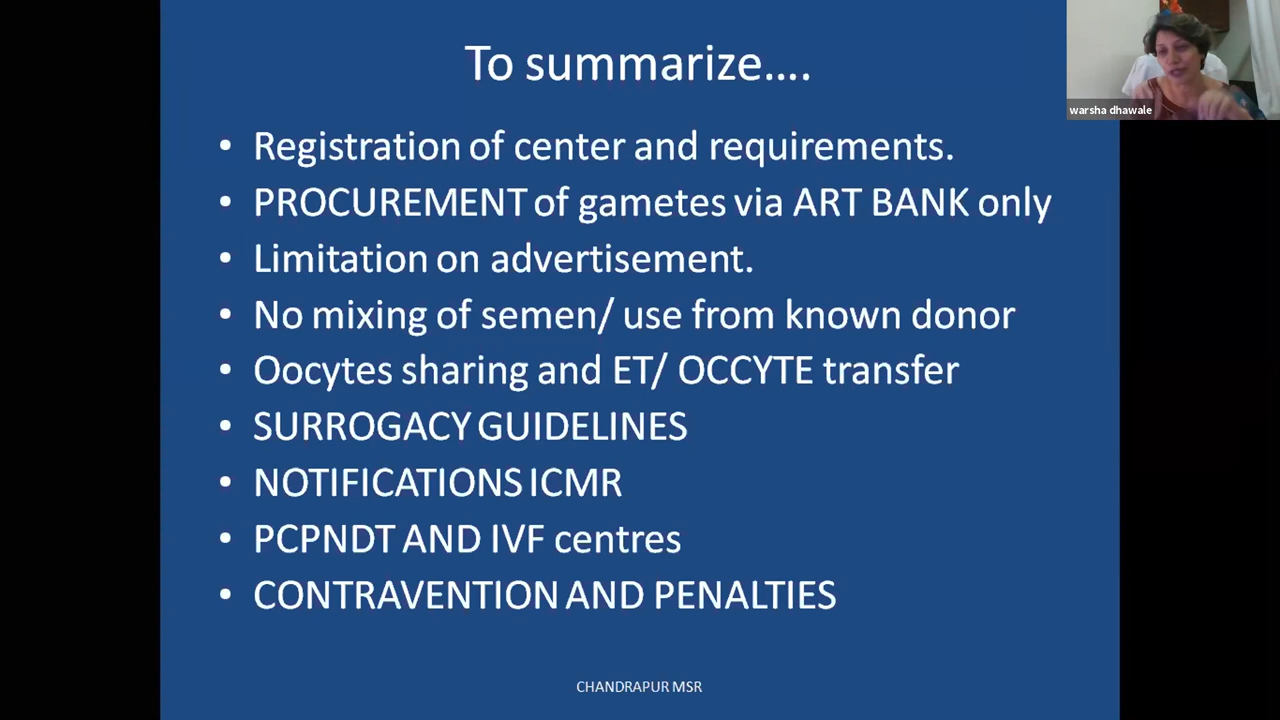 To summarize....
warsha dhawale
• Registration of center and requirements.
• PROCUREMENT of gametes via ART BANK only
• Limitation on advertisement.
• No mixing of semen/ use from known donor
• Oocytes sharing and ET/ OCCYTE transfer
• SURROGACY GUIDELINES
• NOTIFICATIONS ICMR
• PCPNDT AND IVF centres
• CONTRAVENTION AND PENALTIES
CHANDRAPUR MSR